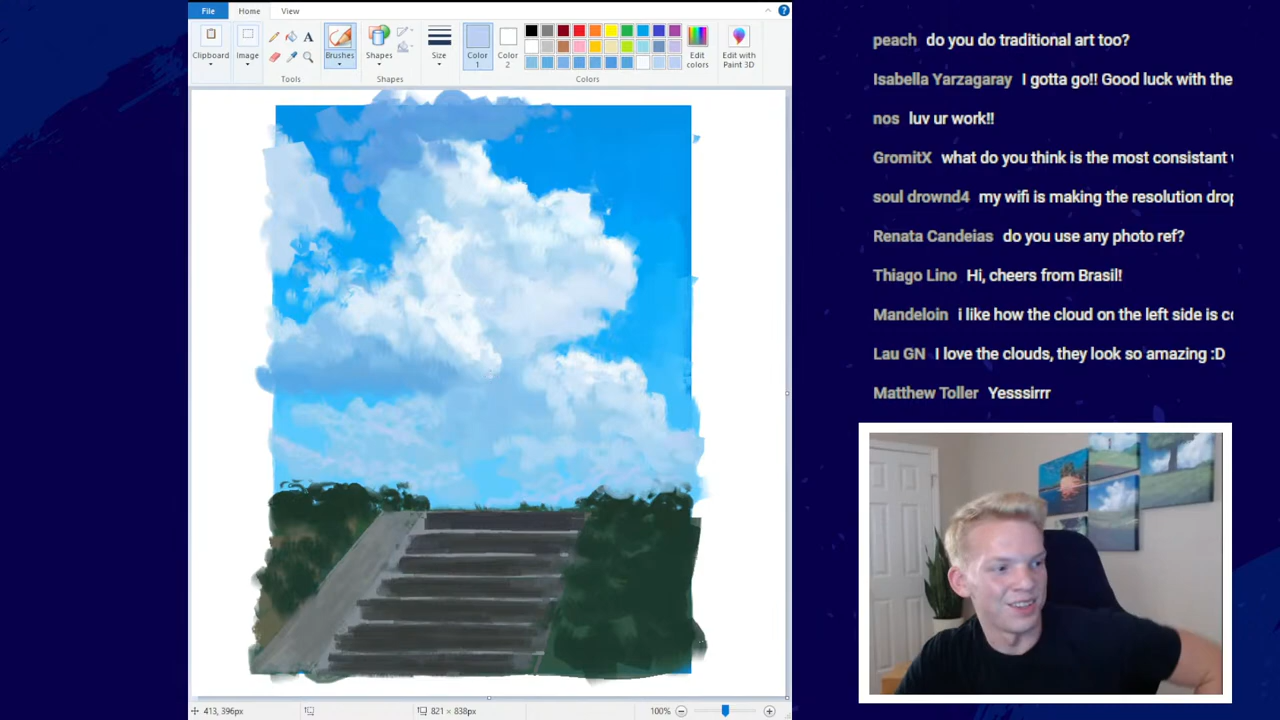 File Home View
Clipboard
Image
Tools
Brushes
Shapes
Shapes
Size
Color 1
Color 2
Colors
Edit colors
Edit with Paint 3D
413, 396px
821 × 838px
100%
peach do you do traditional art too?
Isabella Yarzagaray I gotta go!! Good luck with the
nos luv ur work!!
GromitX what do you think is the most consistant
soul drownd4 my wifi is making the resolution drop
Renata Candeias do you use any photo ref?
Thiago Lino Hi, cheers from Brasil!
Mandeloin i like how the cloud on the left side is
Lau GN I love the clouds, they look so amazing :D
Matthew Toller Yesssirrr